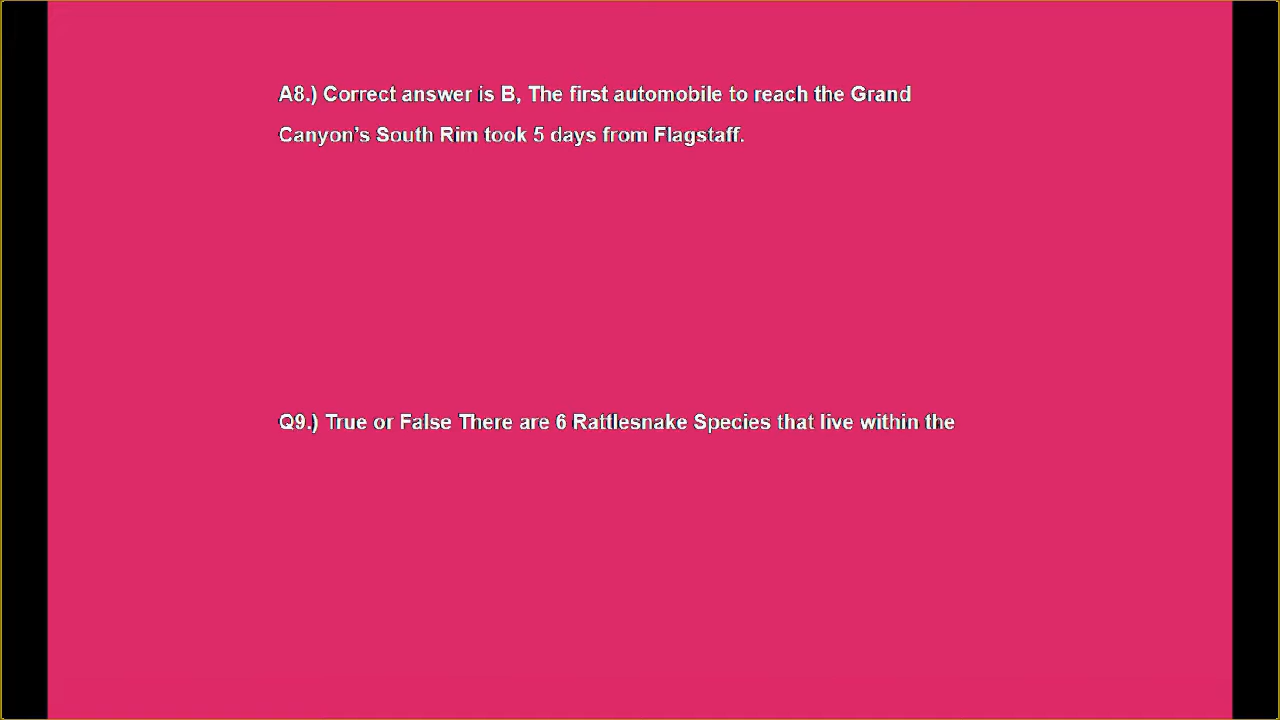 A8.) Correct answer is B, The first automobile to reach the Grand
Canyon’s South Rim took 5 days from Flagstaff.
Q9.) True or False There are 6 Rattlesnake Species that live within the